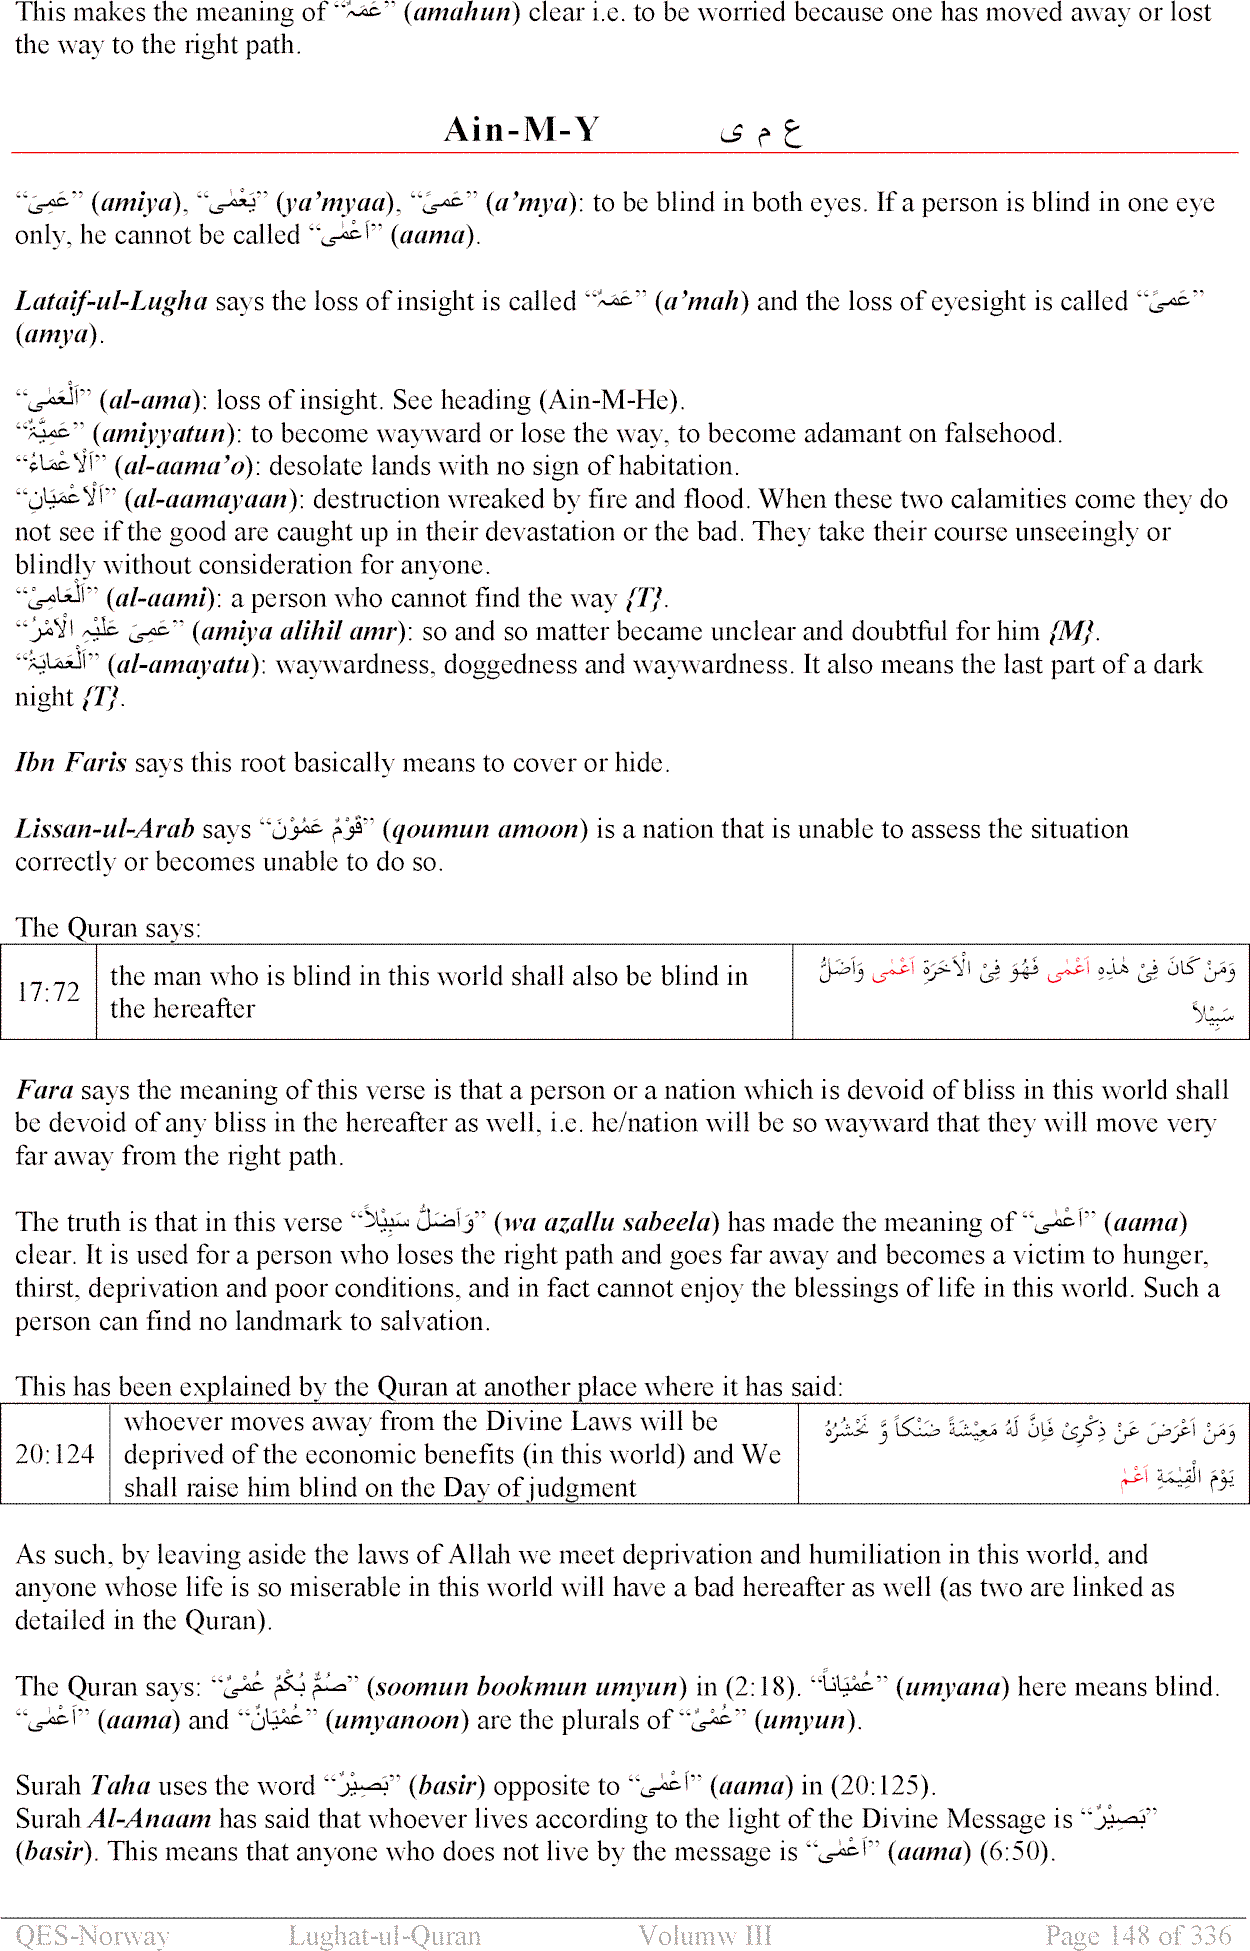 This makes the meaning of “عَمَہٌ” (amahun) clear i.e. to be worried because one has moved away or lost
the way to the right path.
Ain-M-Y ع م ی
“عَمِیَ” (amiya), “یَعْمٰی” (ya’myaa), “عَمیً” (a’mya): to be blind in both eyes. If a person is blind in one eye
only, he cannot be called “اَعْمٰی” (aama).
Lataif-ul-Lugha says the loss of insight is called “عَمَہٌ” (a’mah) and the loss of eyesight is called “عَمیً”
(amya).
“اَلْعَمٰی” (al-ama): loss of insight. See heading (Ain-M-He).
“عَمِیَّۃٌ” (amiyyatun): to become wayward or lose the way, to become adamant on falsehood.
“اَلْاَعْمَاءُ” (al-aama’o): desolate lands with no sign of habitation.
“اَلْاَعْمَیَانِ” (al-aamayaan): destruction wreaked by fire and flood. When these two calamities come they do
not see if the good are caught up in their devastation or the bad. They take their course unseeingly or
blindly without consideration for anyone.
“اَلْعَامِیْ” (al-aami): a person who cannot find the way {T}.
“عَمِیَ عَلَیْہِ الْاَمْرُ” (amiya alihil amr): so and so matter became unclear and doubtful for him {M}.
“اَلْعَمَایَۃُ” (al-amayatu): waywardness, doggedness and waywardness. It also means the last part of a dark
night {T}.
Ibn Faris says this root basically means to cover or hide.
Lissan-ul-Arab says “قَوْمٌ عَمُوْنَ” (qoumun amoon) is a nation that is unable to assess the situation
correctly or becomes unable to do so.
The Quran says:
17:72 the man who is blind in this world shall also be blind in
the hereafter
وَمَنْ کَانَ فِیْ ھٰذِہِ اَعْمٰی فَھُوَ فِیْ الْاَخَرَۃِ اَعْمٰی وَاَضَلُّ
سَبِیْلاً
Fara says the meaning of this verse is that a person or a nation which is devoid of bliss in this world shall
be devoid of any bliss in the hereafter as well, i.e. he/nation will be so wayward that they will move very
far away from the right path.
The truth is that in this verse “وَاَضَلُّ سَبِیْلاً” (wa azallu sabeela) has made the meaning of “اَعْمٰی” (aama)
clear. It is used for a person who loses the right path and goes far away and becomes a victim to hunger,
thirst, deprivation and poor conditions, and in fact cannot enjoy the blessings of life in this world. Such a
person can find no landmark to salvation.
This has been explained by the Quran at another place where it has said:
20:124 whoever moves away from the Divine Laws will be
deprived of the economic benefits (in this world) and We
shall raise him blind on the Day of judgment
وَمَنْ اَعْرَضَ عَنْ ذِکْرِیْ فَاِنَّ لَہُ مَعِیْشَۃً ضَنْکاً وَّ نَحْشُرُہُ
یَوْمَ الْقِیٰمَۃِ اَعْمٰ
As such, by leaving aside the laws of Allah we meet deprivation and humiliation in this world, and
anyone whose life is so miserable in this world will have a bad hereafter as well (as two are linked as
detailed in the Quran).
The Quran says: “صُمٌّ بُکْمٌ عُمْیٌ” (soomun bookmun umyun) in (2:18). “عُمْیَاناً” (umyana) here means blind.
“اَعْمٰی” (aama) and “عُمْیَانٌ” (umyanoon) are the plurals of “عُمْیٌ” (umyun).
Surah Taha uses the word “بَصِیْرٌ” (basir) opposite to “اَعْمٰی” (aama) in (20:125).
Surah Al-Anaam has said that whoever lives according to the light of the Divine Message is “بَصِیْرٌ”
(basir). This means that anyone who does not live by the message is “اَعْمٰی” (aama) (6:50).
QES-Norway Lughat-ul-Quran Volumw III Page 148 of 336